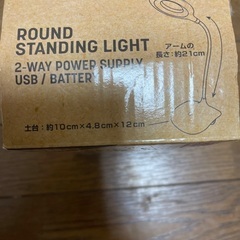 ROUND
STANDING LIGHT
2-WAY POWER SUPPLY
USB / BATTERY
アームの
長さ:約21cm
土台:約10cm×4.8cm×12cm